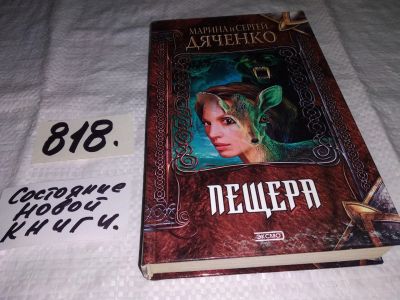 818.
Состояние
новой
книги.
МАРИНА и СЕРГЕЙ
ДЯЧЕНКО
ПЕЩЕРА
ЭКСМО